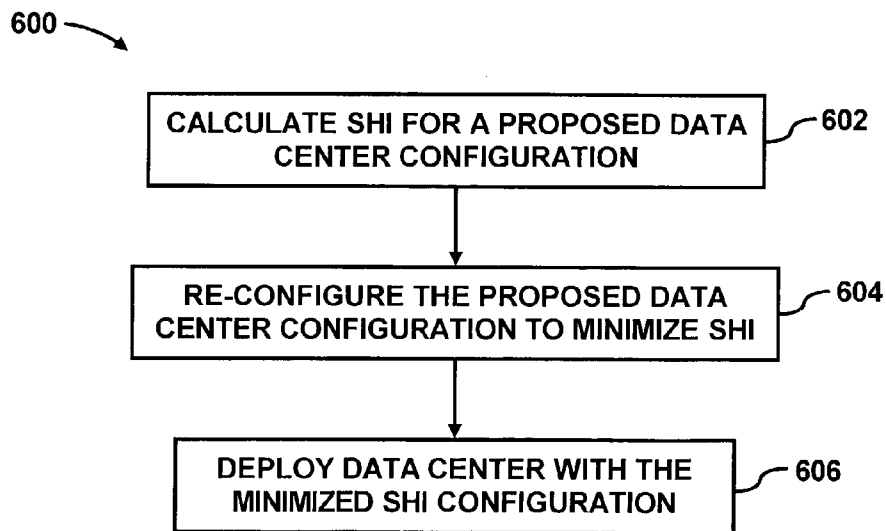 600
CALCULATE SHI FOR A PROPOSED DATA
CENTER CONFIGURATION
602
RE-CONFIGURE THE PROPOSED DATA
CENTER CONFIGURATION TO MINIMIZE SHI
604
DEPLOY DATA CENTER WITH THE
MINIMIZED SHI CONFIGURATION
606